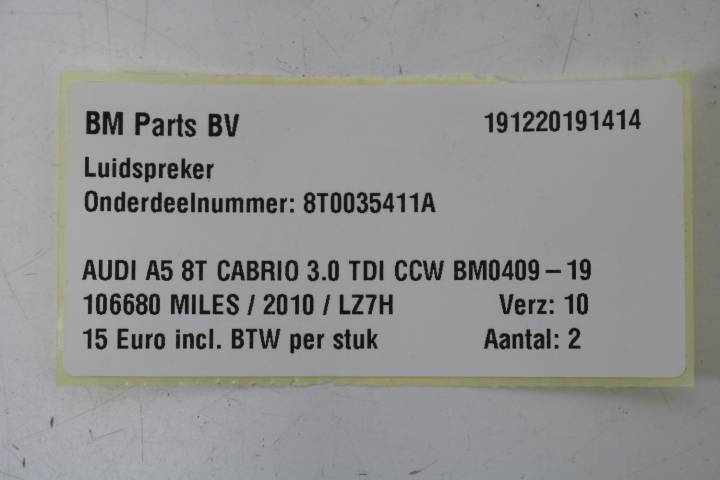 BM Parts BV 191220191414
Luidspreker
Onderdeelnummer: 8T0035411A
AUDI A5 8T CABRIO 3.0 TDI CCW BM0409-19
106680 MILES / 2010 / LZ7H Verz: 10
15 Euro incl. BTW per stuk Aantal: 2